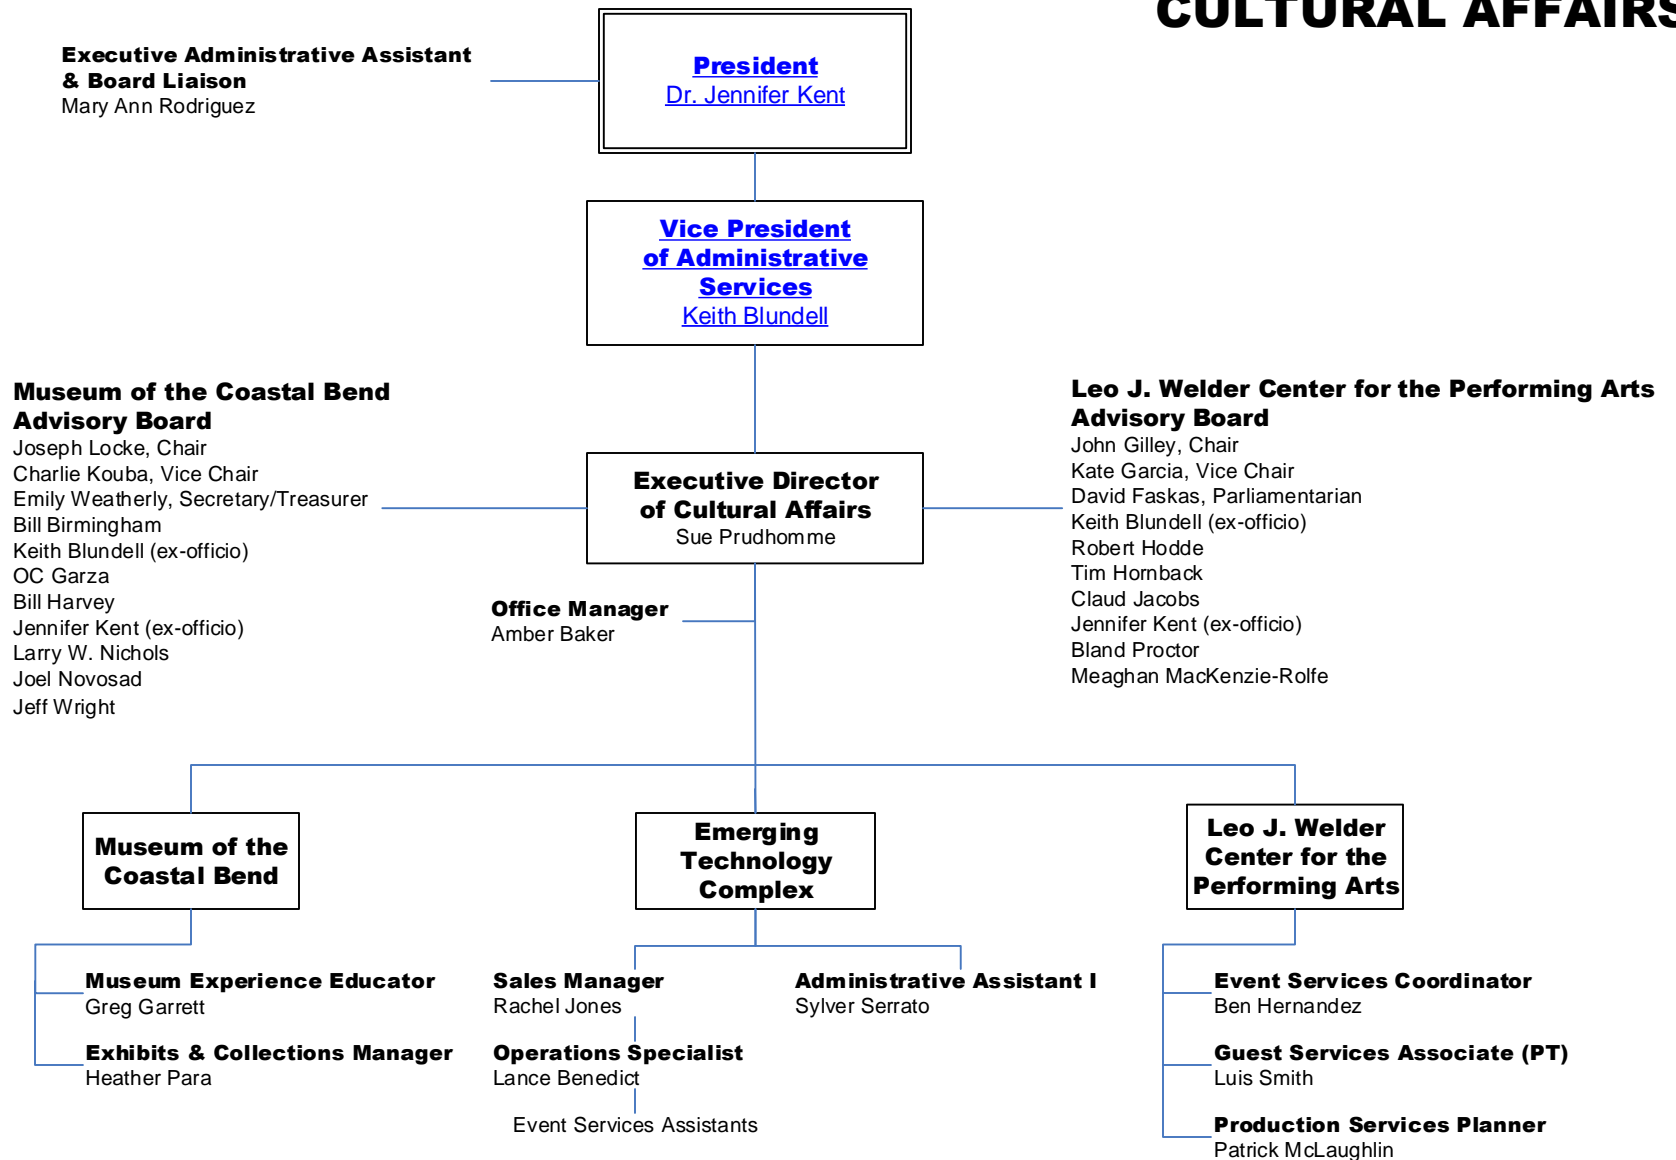 CULTURAL AFFAIRS
Executive Administrative Assistant
& Board Liaison
Mary Ann Rodriguez
President
Dr. Jennifer Kent
Vice President
of Administrative
Services
Keith Blundell
Museum of the Coastal Bend
Advisory Board
Joseph Locke, Chair
Charlie Kouba, Vice Chair
Emily Weatherly, Secretary/Treasurer
Bill Birmingham
Keith Blundell (ex-officio)
OC Garza
Bill Harvey
Jennifer Kent (ex-officio)
Larry W. Nichols
Joel Novosad
Jeff Wright
Executive Director
of Cultural Affairs
Sue Prudhomme
Leo J. Welder Center for the Performing Arts
Advisory Board
John Gilley, Chair
Kate Garcia, Vice Chair
David Faskas, Parliamentarian
Keith Blundell (ex-officio)
Robert Hodde
Tim Hornback
Claud Jacobs
Jennifer Kent (ex-officio)
Bland Proctor
Meaghan MacKenzie-Rolfe
Office Manager
Amber Baker
Museum of the
Coastal Bend
Emerging
Technology
Complex
Leo J. Welder
Center for the
Performing Arts
Museum Experience Educator
Greg Garrett
Exhibits & Collections Manager
Heather Para
Sales Manager
Rachel Jones
Operations Specialist
Lance Benedict
Event Services Assistants
Administrative Assistant I
Sylver Serrato
Event Services Coordinator
Ben Hernandez
Guest Services Associate (PT)
Luis Smith
Production Services Planner
Patrick McLaughlin